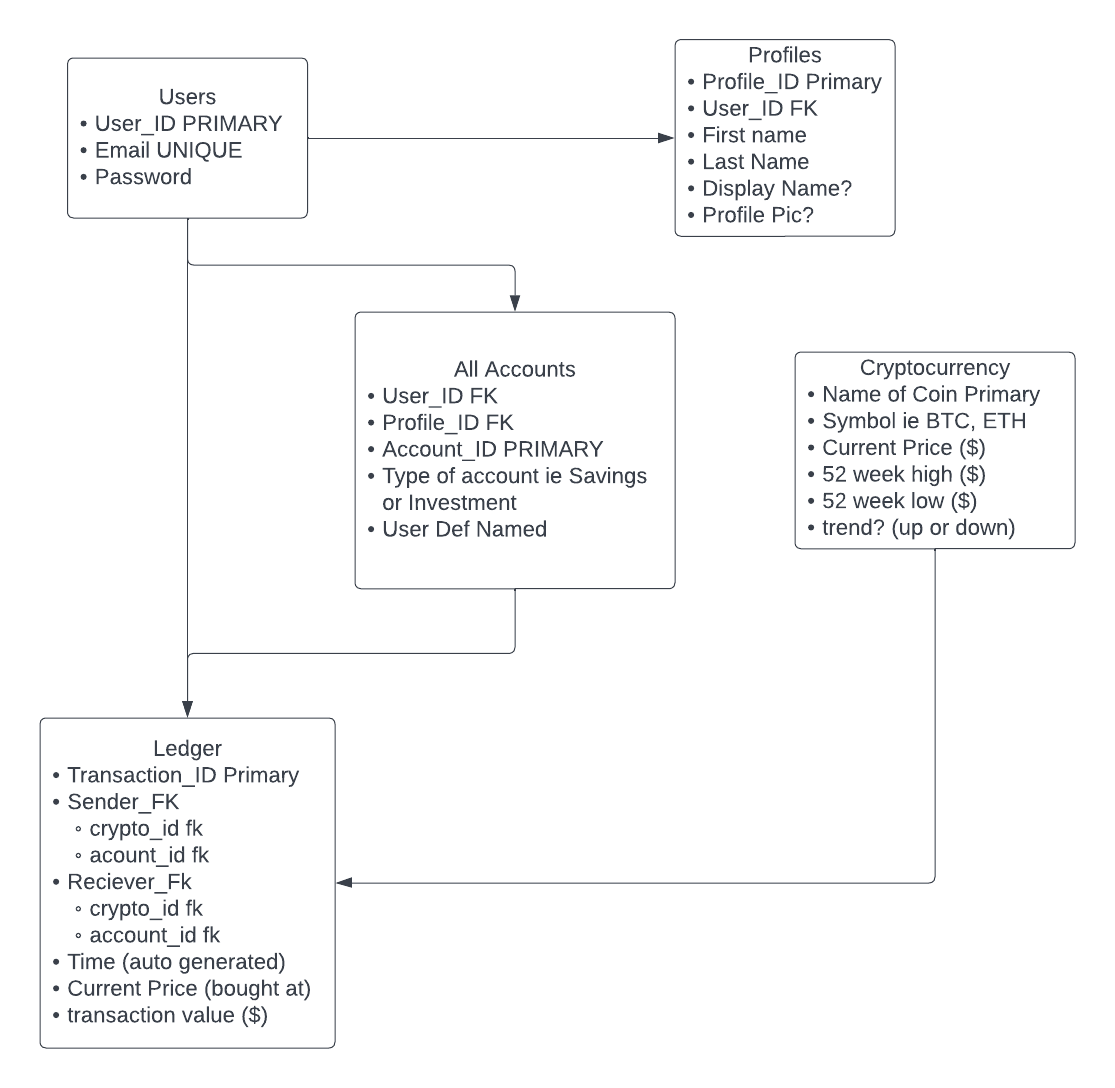 Users
• User_ID PRIMARY
• Email UNIQUE
• Password
Profiles
• Profile_ID Primary
• User_ID FK
• First name
• Last Name
• Display Name?
• Profile Pic?
All Accounts
• User_ID FK
• Profile_ID FK
• Account_ID PRIMARY
• Type of account ie Savings
or Investment
• User Def Named
Cryptocurrency
• Name of Coin Primary
• Symbol ie BTC, ETH
• Current Price ($)
• 52 week high ($)
• 52 week low ($)
• trend? (up or down)
Ledger
• Transaction_ID Primary
• Sender_FK
◦ crypto_id fk
◦ acount_id fk
• Reciever_Fk
◦ crypto_id fk
◦ account_id fk
• Time (auto generated)
• Current Price (bought at)
• transaction value ($)